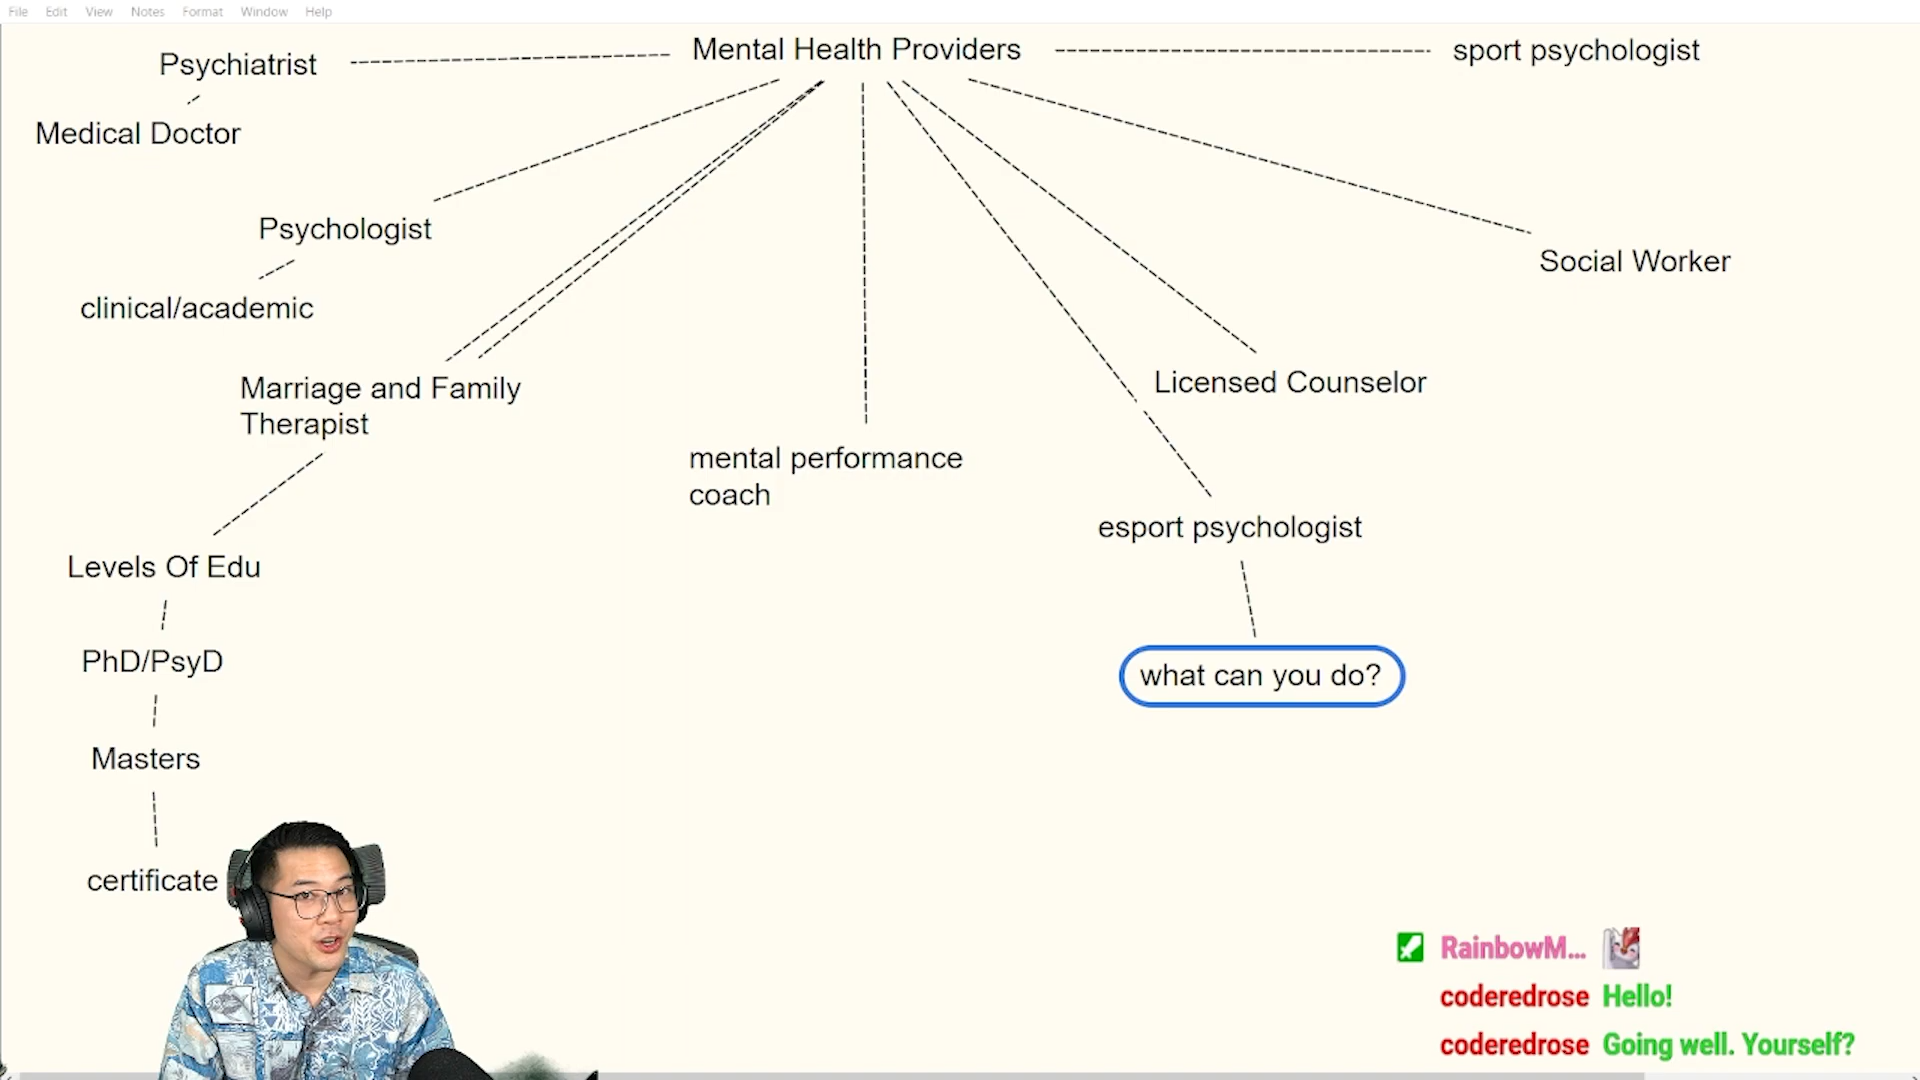 File Edit View Notes Format Window Help
Mental Health Providers
sport psychologist
Psychiatrist
Medical Doctor
Psychologist
clinical/academic
Social Worker
Marriage and Family
Therapist
Licensed Counselor
mental performance
coach
esport psychologist
Levels Of Edu
PhD/PsyD
what can you do?
Masters
certificate
RainbowM...
coderedrose Hello!
coderedrose Going well. Yourself?